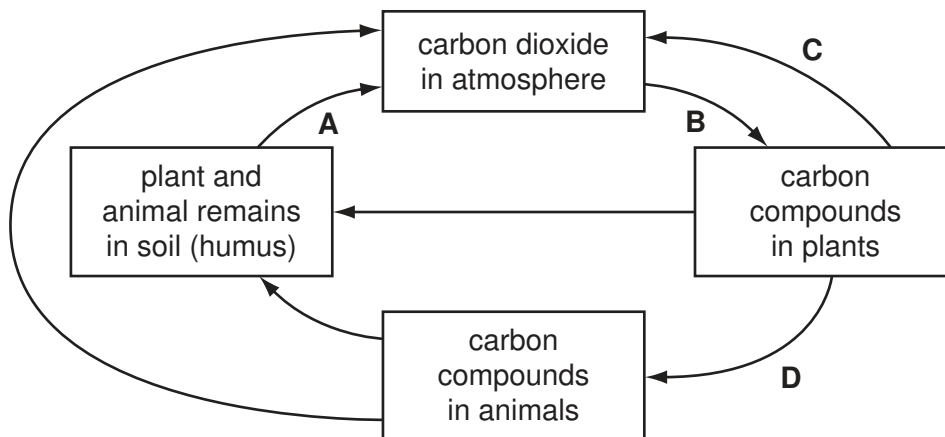 carbon dioxide
in atmosphere
C
A
B
plant and
animal remains
in soil (humus)
carbon
compounds
in plants
carbon
compounds
in animals
D